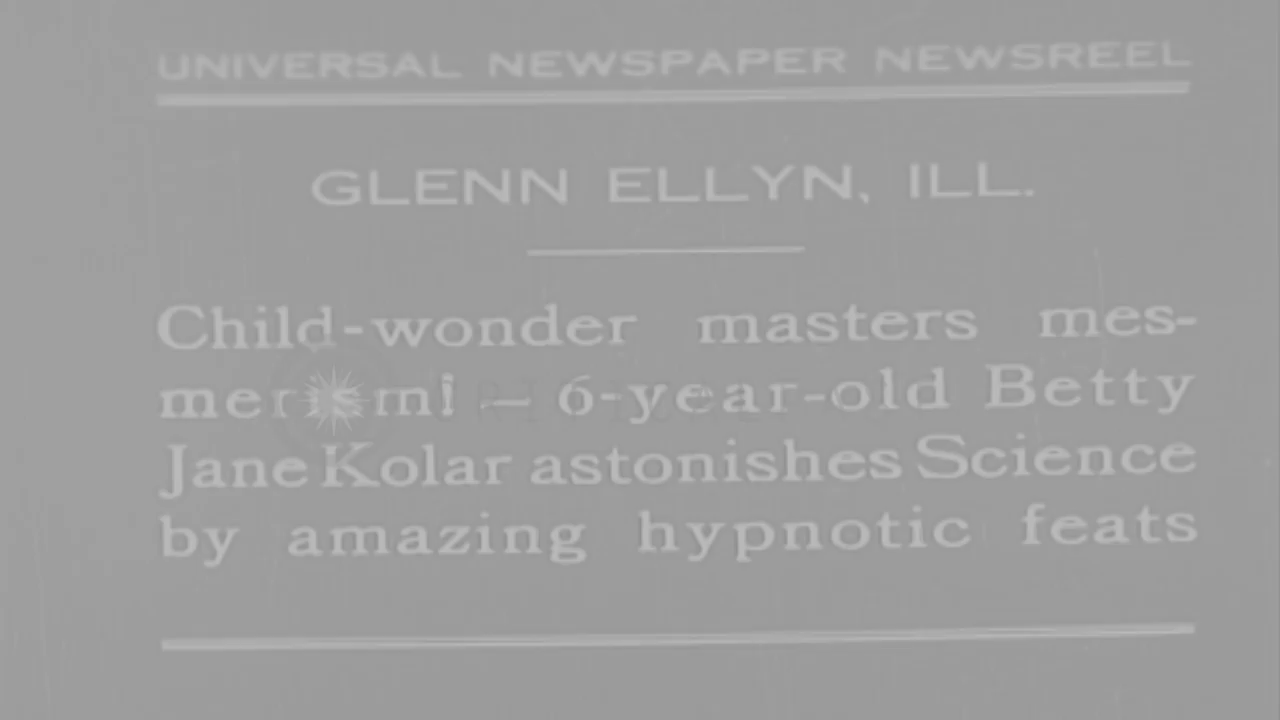 UNIVERSAL NEWSPAPER NEWSREEL
GLENN ELLYN, ILL.
Child-wonder masters mes-
merism! — 6-year-old Betty
Jane Kolar astonishes Science
by amazing hypnotic feats